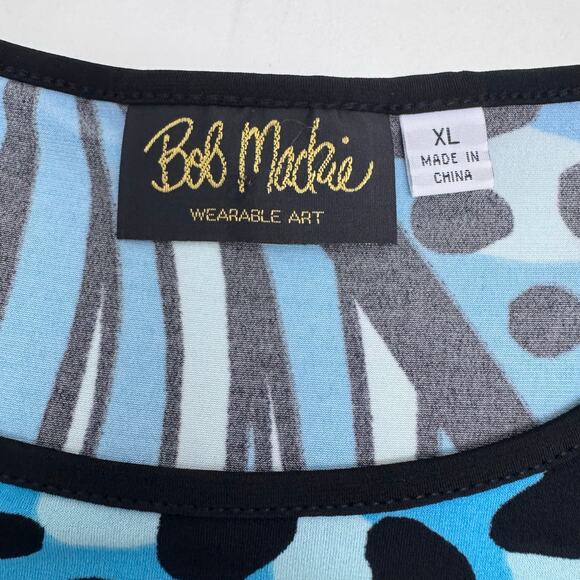 Bob Mackie
WEARABLE ART
XL
MADE IN
CHINA